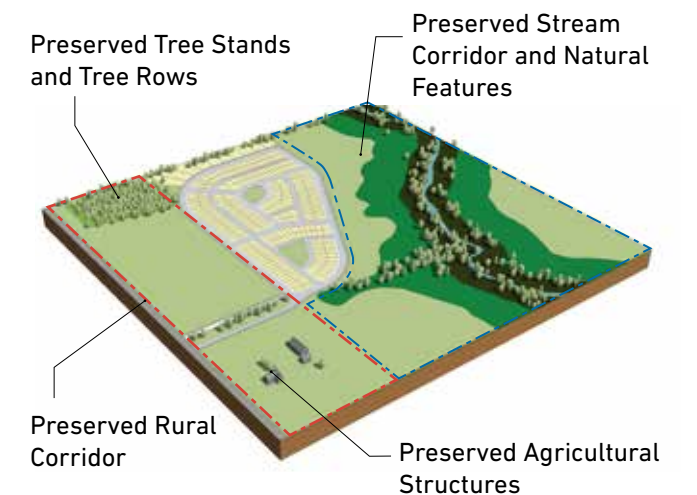 Preserved Tree Stands
and Tree Rows
Preserved Stream
Corridor and Natural
Features
Preserved Rural
Corridor
Preserved Agricultural
Structures